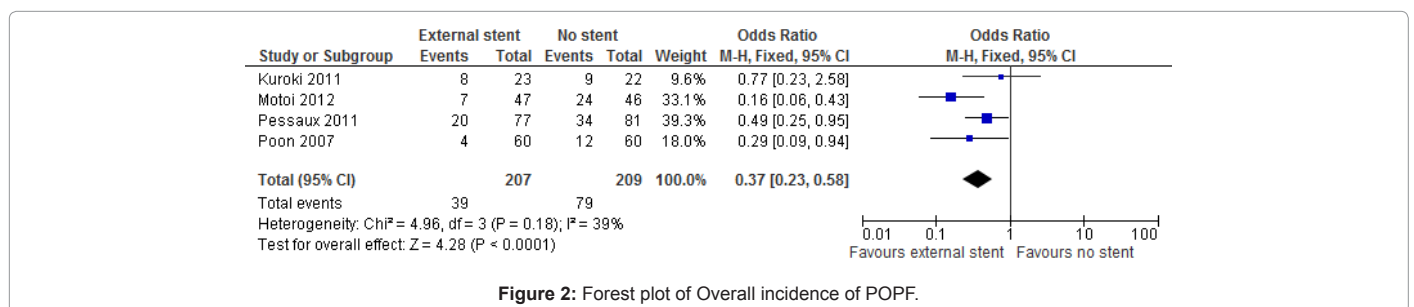 External stent No stent Odds Ratio Odds Ratio
Study or Subgroup Events Total Events Total Weight M-H, Fixed, 95% CI M-H, Fixed, 95% CI
Kuroki 2011 8 23 9 22 9.6% 0.77 [0.23, 2.58]
Motoi 2012 7 47 24 46 33.1% 0.16 [0.06, 0.43]
Pessaux 2011 20 77 34 81 39.3% 0.49 [0.25, 0.95]
Poon 2007 4 60 12 60 18.0% 0.29 [0.09, 0.94]
Total (95% CI) 207 209 100.0% 0.37 [0.23, 0.58]
Total events 39 79
Heterogeneity: Chi² = 4.96, df = 3 (P = 0.18); I² = 39%
Test for overall effect: Z = 4.28 (P < 0.0001)
0.01 0.1 1 10 100
Favours external stent Favours no stent
Figure 2: Forest plot of Overall incidence of POPF.